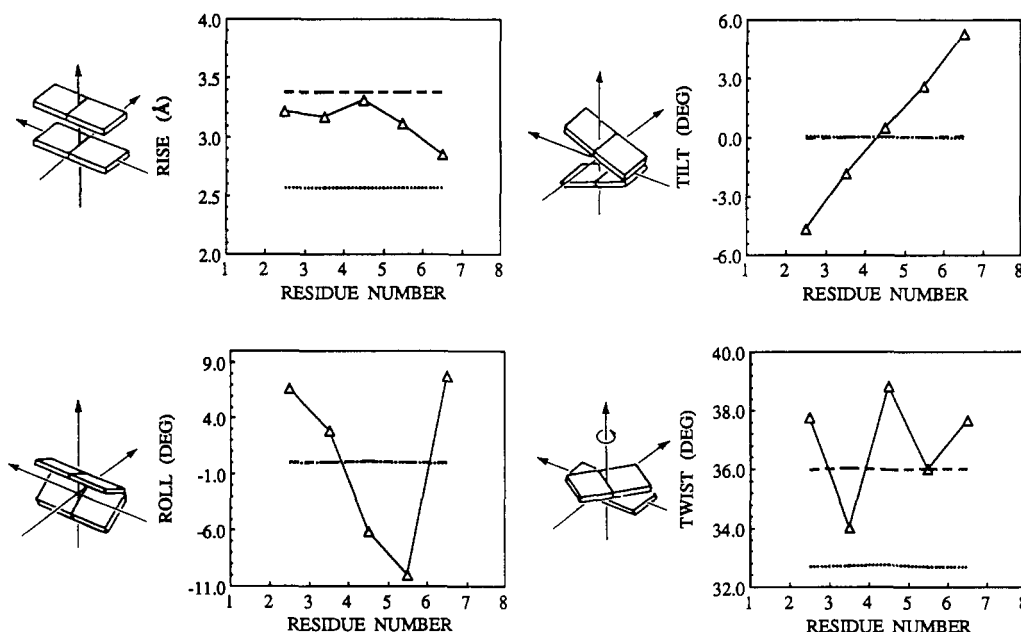 4.0
3.5
3.0
2.5
2.0
RISE (Å)
1 2 3 4 5 6 7 8
RESIDUE NUMBER
6.0
3.0
0.0
-3.0
-6.0
TILT (DEG)
1 2 3 4 5 6 7 8
RESIDUE NUMBER
9.0
4.0
-1.0
-6.0
-11.0
ROLL (DEG)
1 2 3 4 5 6 7 8
RESIDUE NUMBER
40.0
38.0
36.0
34.0
32.0
TWIST (DEG)
1 2 3 4 5 6 7 8
RESIDUE NUMBER